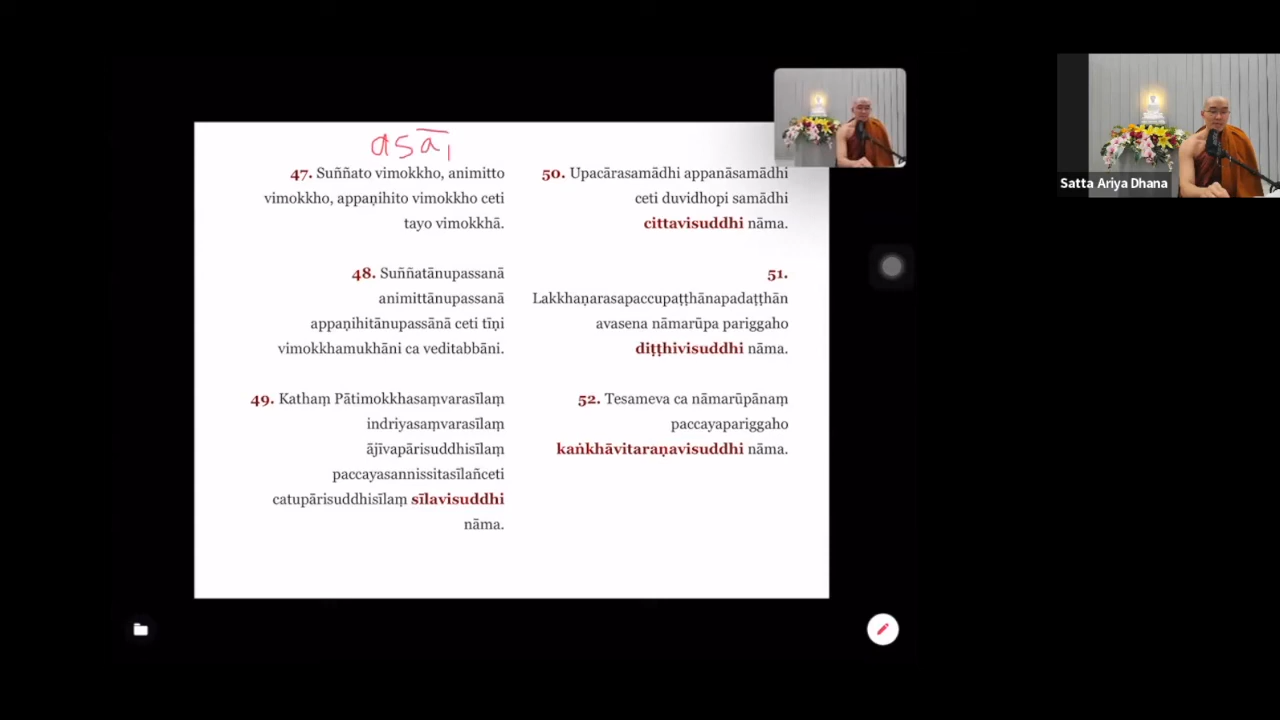 asā
47. Suññato vimokkho, animitto
vimokkho, appaṇihito vimokkho ceti
tayo vimokkhā.
48. Suññatānupassanā
animittānupassanā
appaṇihitānupassānā ceti tīṇi
vimokkhamukhāni ca veditabbāni.
49. Kathaṃ Pātimokkhasaṃvarasīlaṃ
indriyasaṃvarasīlaṃ
ājīvapārisuddhisīlaṃ
paccayasannissitasīlañceti
catupārisuddhisīlaṃ sīlavisuddhi
nāma.
50. Upacārasamādhi appanāsamādhi
ceti duvidhopi samādhi
cittavisuddhi nāma.
51.
Lakkhaṇarasapaccupaṭṭhānapadaṭṭhān
avasena nāmarūpa pariggaho
diṭṭhivisuddhi nāma.
52. Tesameva ca nāmarūpānaṃ
paccayapariggaho
kaṅkhāvitaraṇavisuddhi nāma.
Satta Ariya Dhana